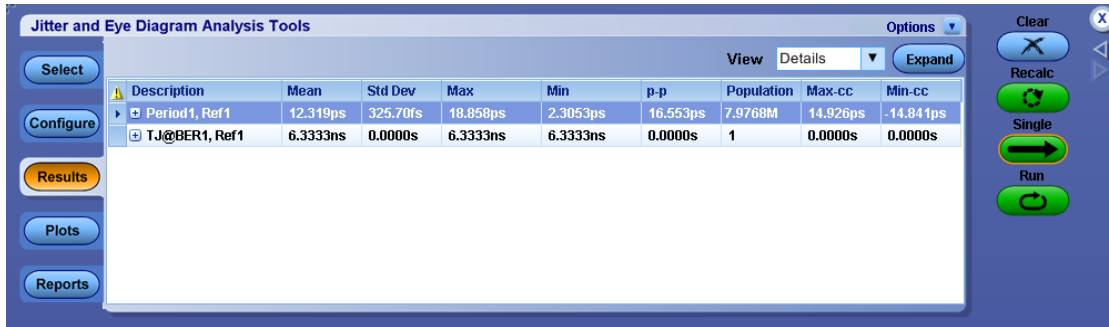 Jitter and Eye Diagram Analysis Tools
Options
Clear
X
Select
View Details Expand
Recalc
Description Mean Std Dev Max Min p-p Population Max-cc Min-cc
Period1, Ref1 12.319ps 325.70fs 18.858ps 2.3053ps 16.553ps 7.9768M 14.926ps -14.841ps
TJ@BER1, Ref1 6.3333ns 0.0000s 6.3333ns 6.3333ns 0.0000s 1 0.0000s 0.0000s
Configure
Single
Results
Run
Plots
Reports